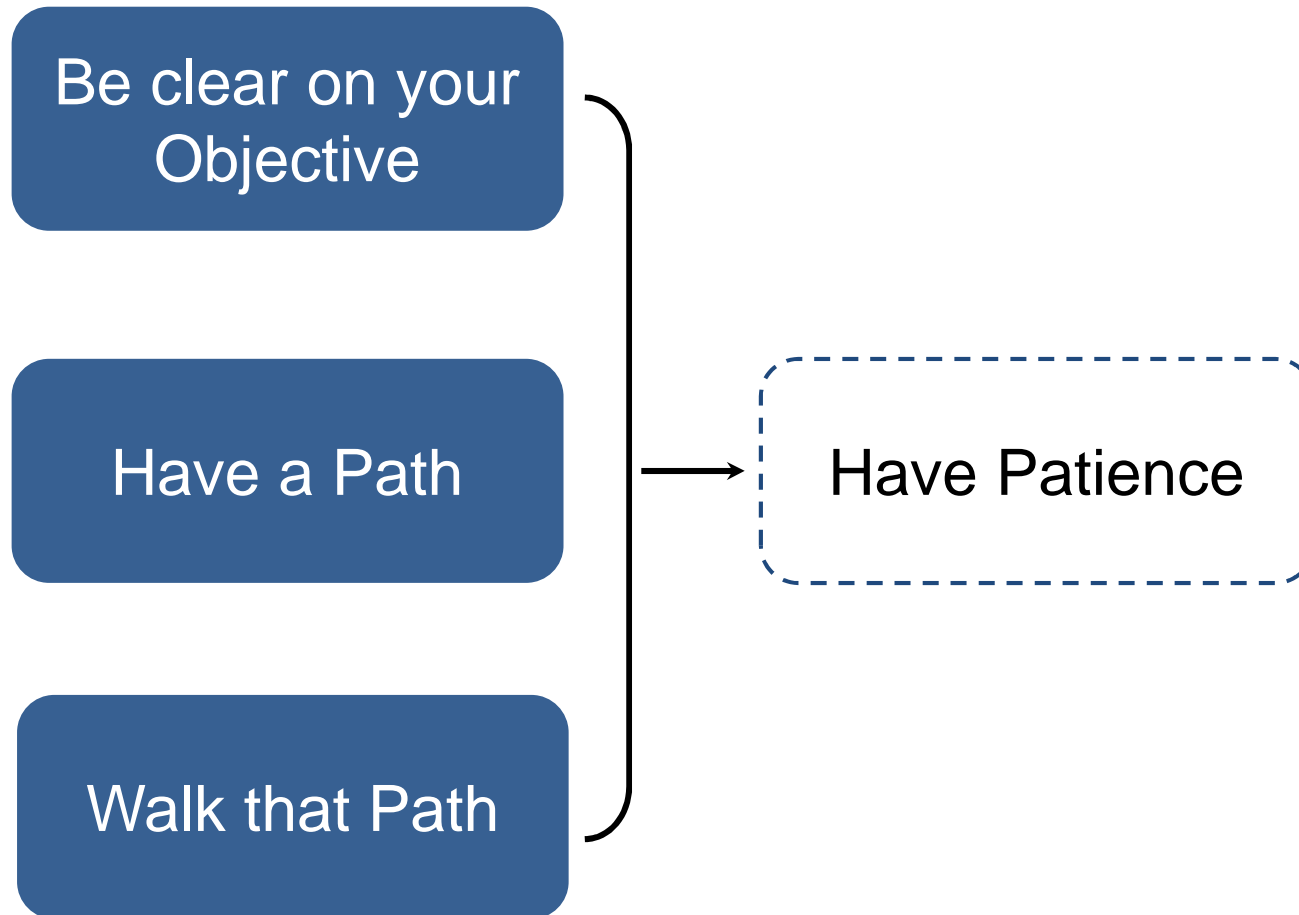 Be clear on your
Objective
Have a Path
Have Patience
Walk that Path